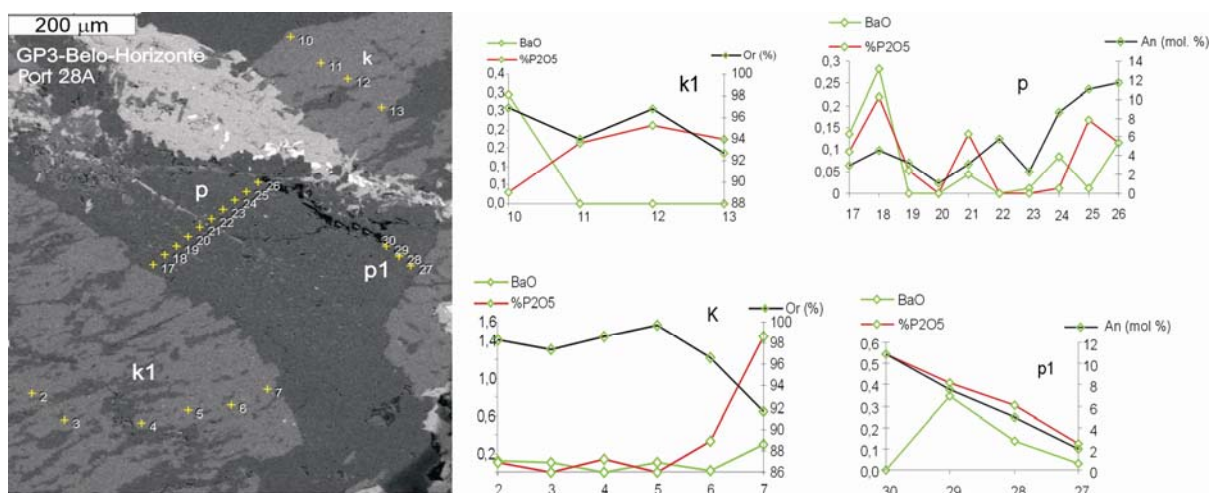 200 µm
GP3-Belo-Horizonte
Port 28A
k
10
11
12
13
p
26
25
24
23
22
21
20
19
18
17
30
29
28
27
p1
k1
2
3
4
5
6
7
BaO
%P2O5
Or (%)
k1
0,4 100
0,3 98
0,3 96
0,2 94
0,2 92
0,1 90
0,1 89
0,0 88
10 11 12 13
BaO
%P2O5
An (mol. %)
p
0,3 14
0,25 12
0,2 10
0,15 8
0,1 6
0,05 4
0 2
0
17 18 19 20 21 22 23 24 25 26
BaO
%P2O5
Or (%)
K
1,6 100
1,4 98
1,0 96
94
0,8 92
0,6 90
0,2 88
86
2 3 4 5 6 7
BaO
%P2O5
An (mol %)
p1
0,6 12
0,5 10
0,4 8
0,3 6
0,2 4
0,1 2
0,0 0
30 29 28 27